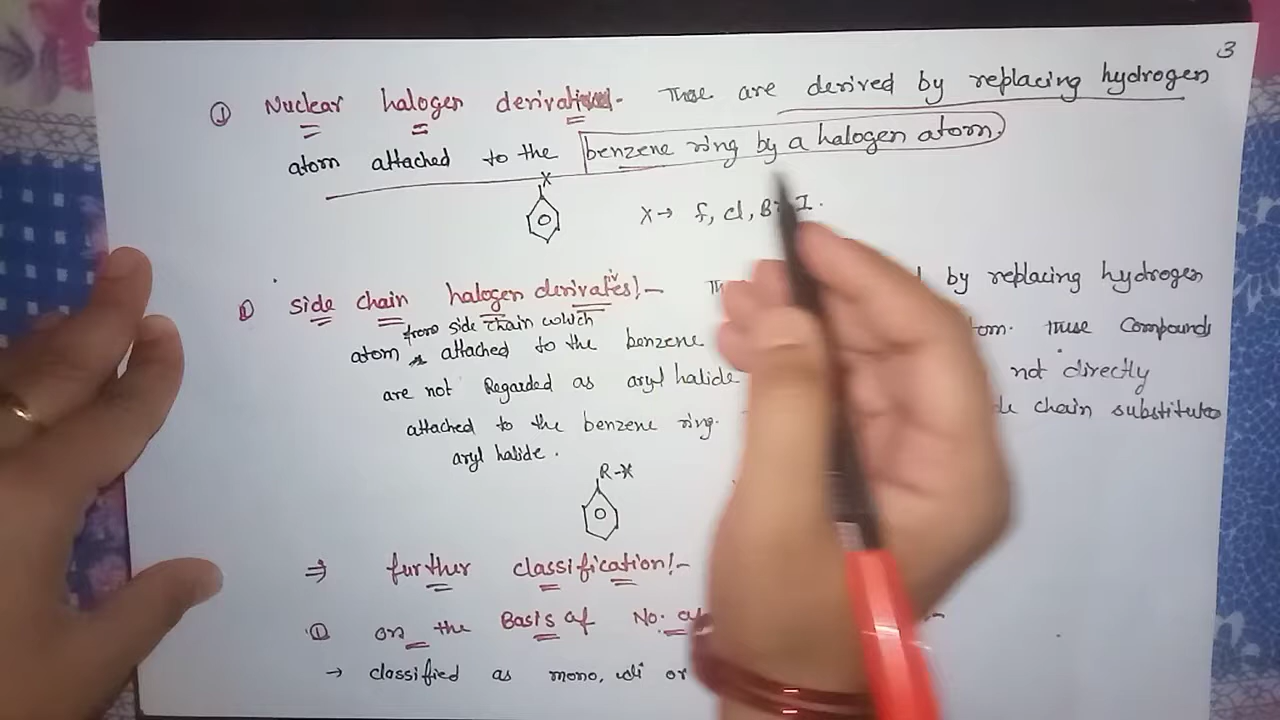 3
① Nuclear halogen derivatives- These are derived by replacing hydrogen
atom attached to the benzene ring by a halogen atom.
X
X→ F, Cl, Br, I.
② Side chain halogen derivatives!- by replacing hydrogen
from side chain which
atom attached to the benzene atom. These Compounds
are not Regarded as aryl halide not directly
attached to the benzene ring. chain substitute
aryl halide.
R-X
⇒ further classification!-
① on the Basis of No. of
→ classified as mono, di or